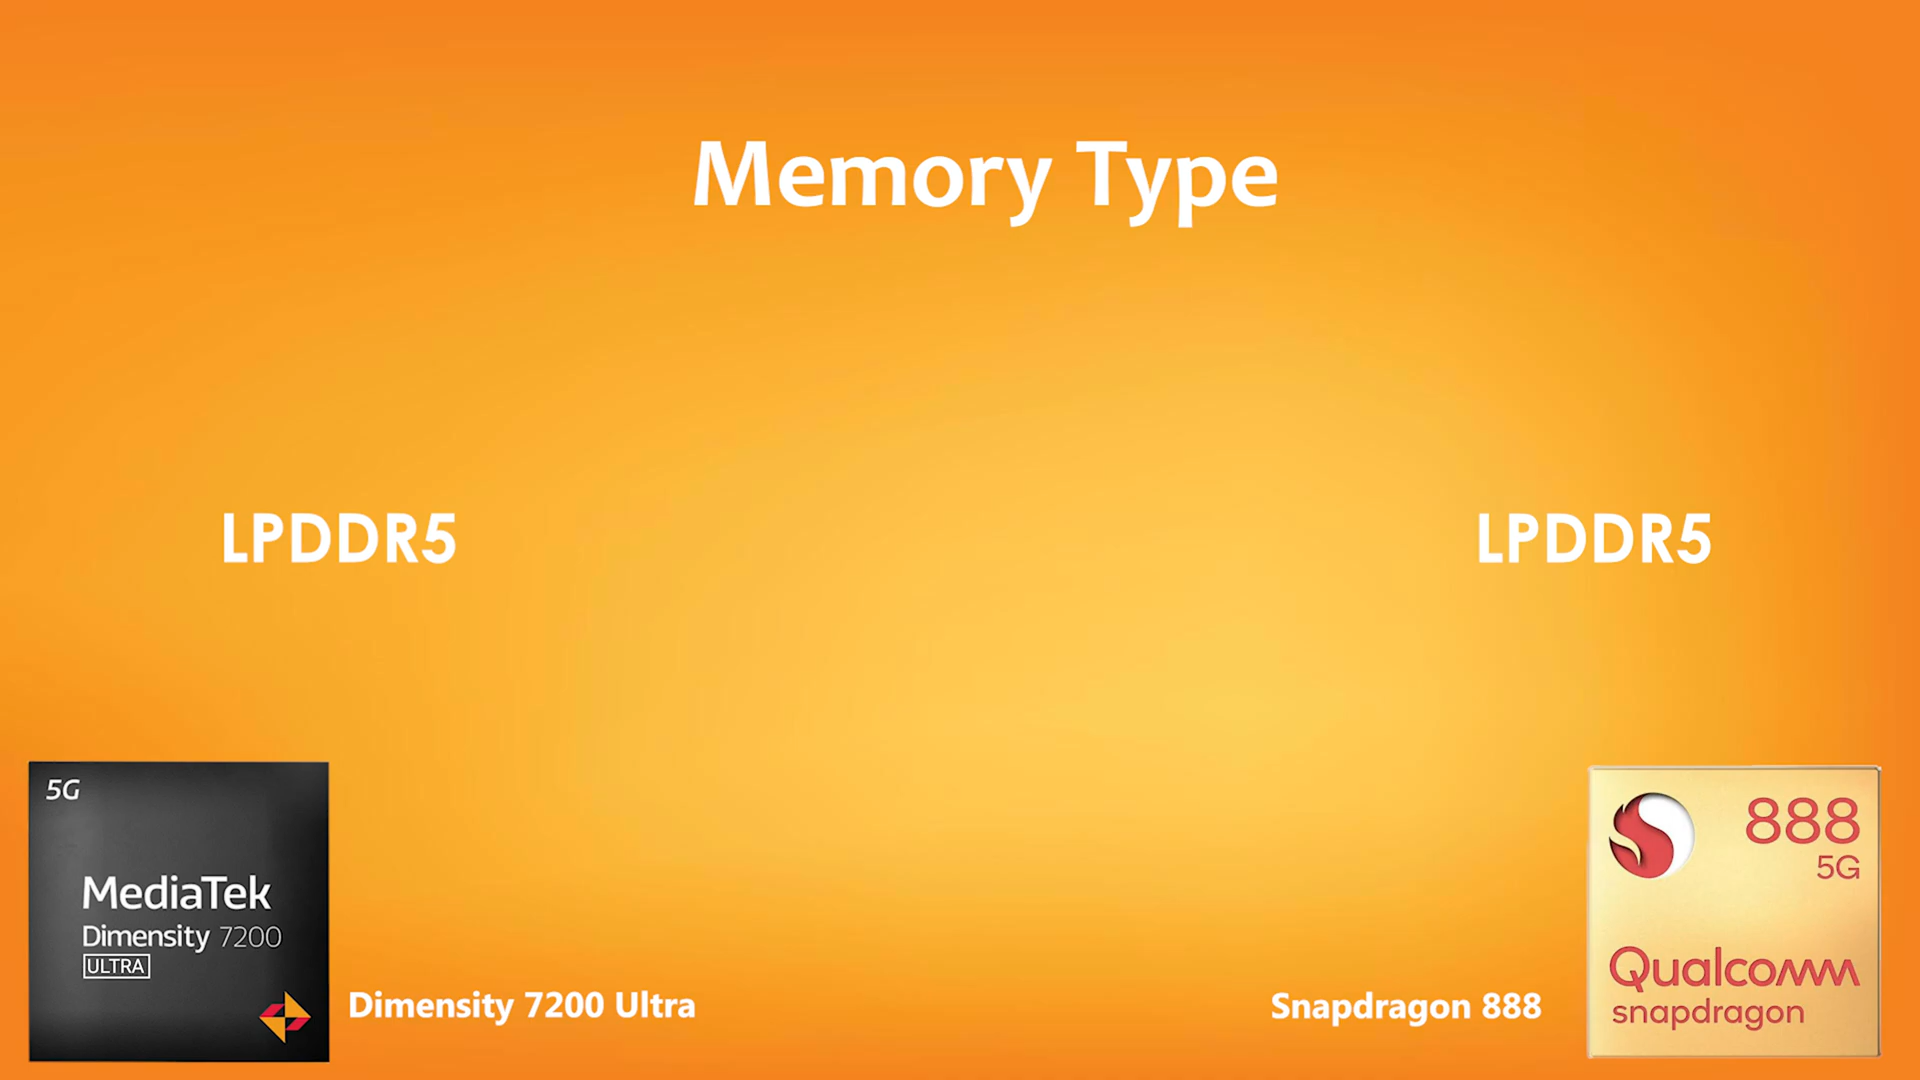 Memory Type
LPDDR5
LPDDR5
5G
MediaTek
Dimensity 7200
ULTRA
Dimensity 7200 Ultra
Snapdragon 888
888
5G
Qualcomm
snapdragon